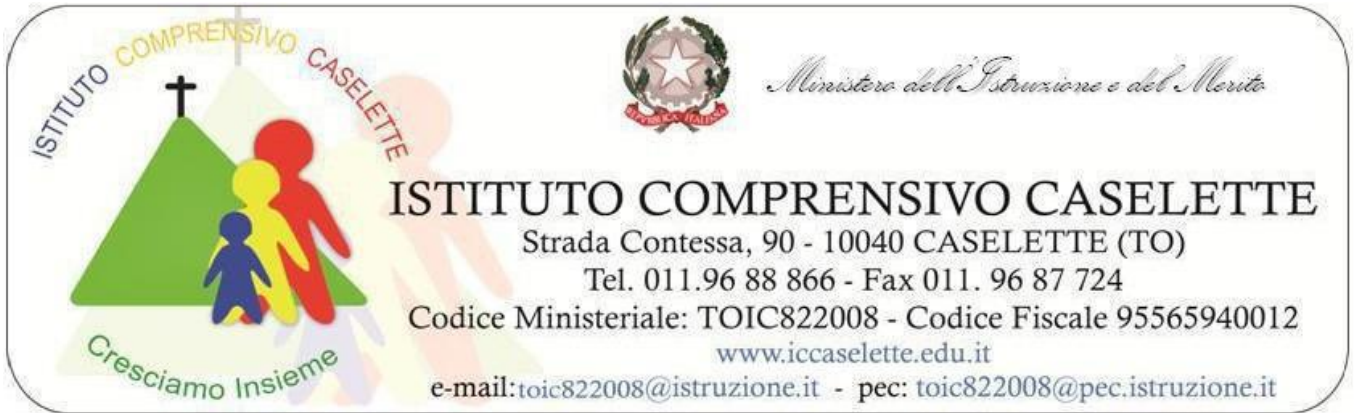 ISTITUTO COMPRENSIVO CASELETTE
Cresciamo Insieme
REPVBBLICA ITALIANA
Ministero dell'Istruzione e del Merito
ISTITUTO COMPRENSIVO CASELETTE
Strada Contessa, 90 - 10040 CASELETTE (TO)
Tel. 011.96 88 866 - Fax 011. 96 87 724
Codice Ministeriale: TOIC822008 - Codice Fiscale 95565940012
www.iccaselette.edu.it
e-mail:toic822008@istruzione.it - pec: toic822008@pec.istruzione.it